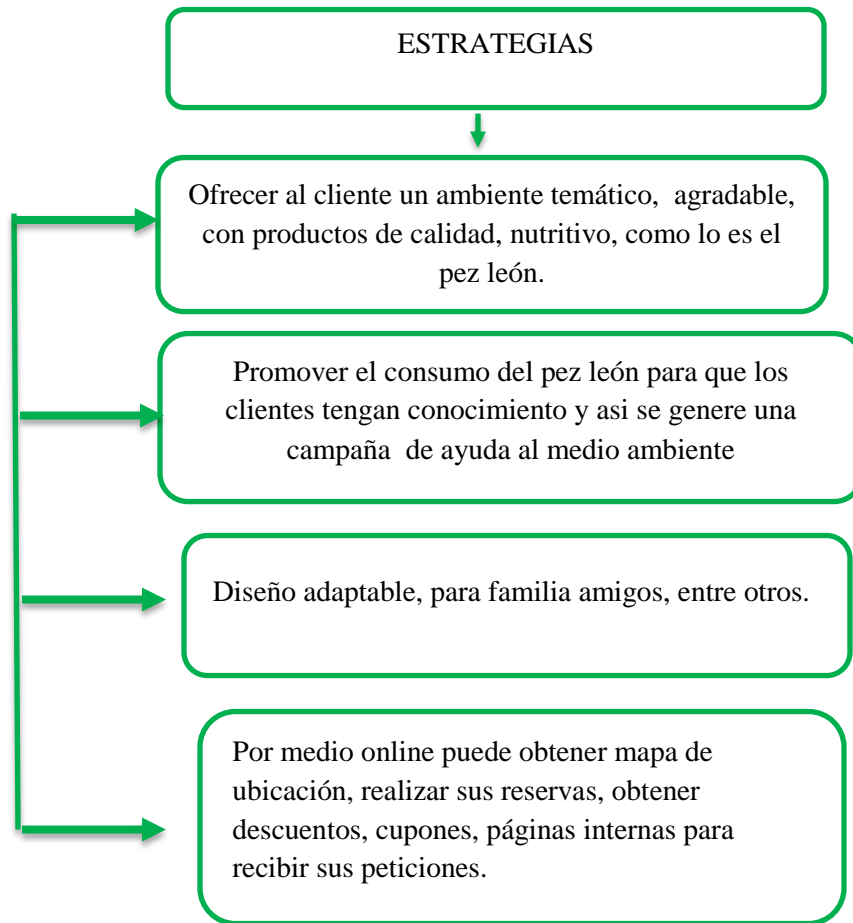 ESTRATEGIAS
Ofrecer al cliente un ambiente temático, agradable,
con productos de calidad, nutritivo, como lo es el
pez león.
Promover el consumo del pez león para que los
clientes tengan conocimiento y asi se genere una
campaña de ayuda al medio ambiente
Diseño adaptable, para familia amigos, entre otros.
Por medio online puede obtener mapa de
ubicación, realizar sus reservas, obtener
descuentos, cupones, páginas internas para
recibir sus peticiones.